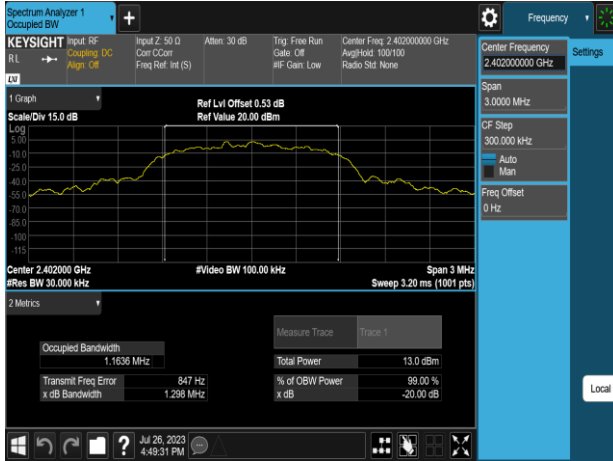 Spectrum Analyzer 1
Occupied BW
Frequency
KEYSIGHT
R L
LXI
Input: RF
Coupling: DC
Align: Off
Input Z: 50 Ω
Corr CCorr
Freq Ref: Int (S)
Atten: 30 dB
Trig: Free Run
Gate: Off
#IF Gain: Low
Center Freq: 2.402000000 GHz
Avg|Hold: 100/100
Radio Std: None
Center Frequency
2.402000000 GHz
Settings
Span
3.0000 MHz
CF Step
300.000 kHz
Auto
Man
Freq Offset
0 Hz
Local
1 Graph
Scale/Div 15.0 dB
Ref Lvl Offset 0.53 dB
Ref Value 20.00 dBm
Log
5.00
-10.0
-25.0
-40.0
-55.0
-70.0
-85.0
-100
-115
Center 2.402000 GHz
#Res BW 30.000 kHz
#Video BW 100.00 kHz
Span 3 MHz
Sweep 3.20 ms (1001 pts)
2 Metrics
Measure Trace Trace 1
Occupied Bandwidth
1.1636 MHz
Total Power 13.0 dBm
Transmit Freq Error 847 Hz
% of OBW Power 99.00 %
x dB Bandwidth 1.298 MHz
x dB -20.00 dB
?
Jul 26, 2023
4:49:31 PM